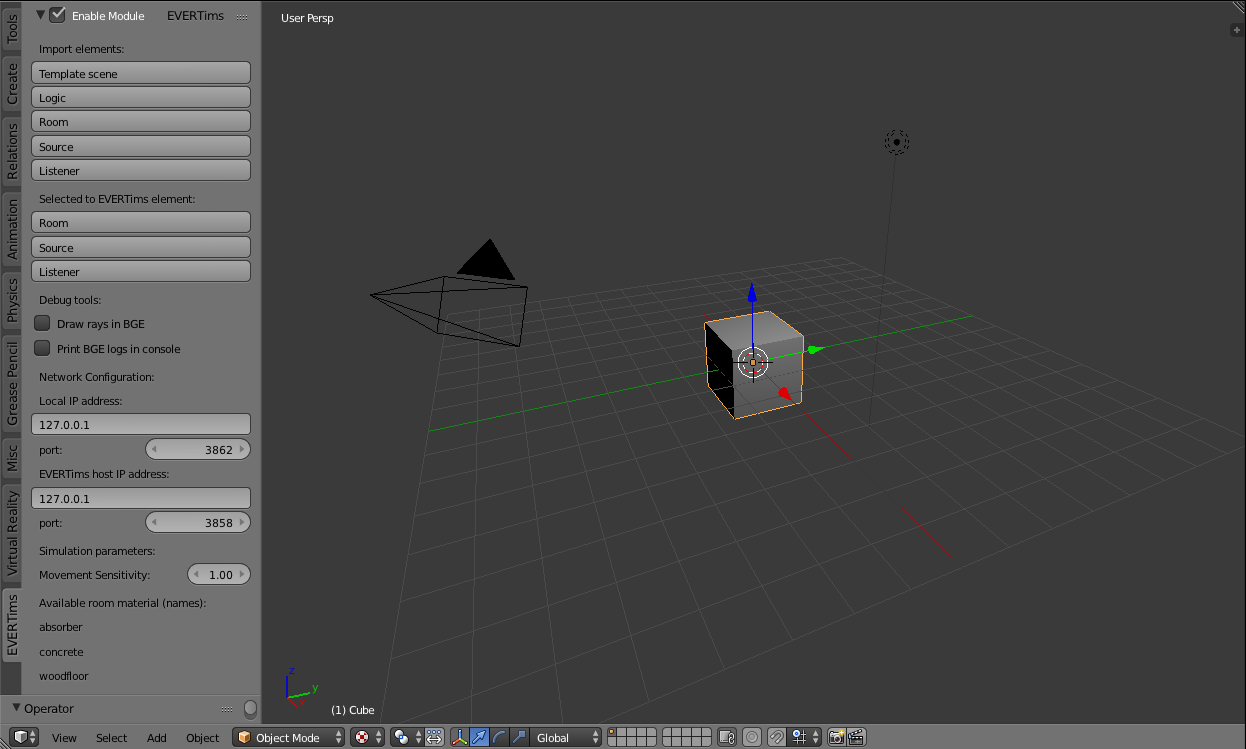 Tools
Create
Relations
Animation
Physics
Grease Pencil
Misc
Virtual Reality
EVERTims
Enable Module EVERTims
Import elements:
Template scene
Logic
Room
Source
Listener
Selected to EVERTims element:
Room
Source
Listener
Debug tools:
Draw rays in BGE
Print BGE logs in console
Network Configuration:
Local IP address:
127.0.0.1
port: 3862
EVERTims host IP address:
127.0.0.1
port: 3858
Simulation parameters:
Movement Sensitivity: 1.00
Available room material (names):
absorber
concrete
woodfloor
Operator
User Persp
z
y
(1) Cube
View Select Add Object Object Mode Global